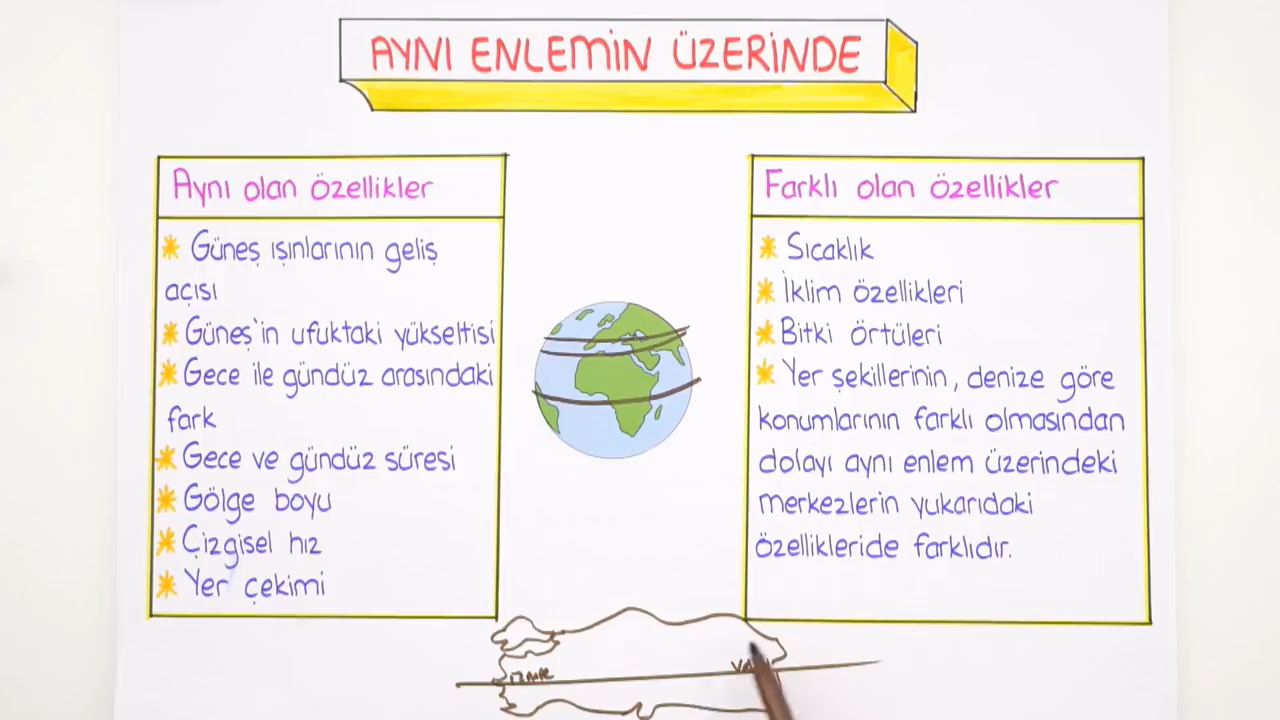 AYNI ENLEMİN ÜZERİNDE
Aynı olan özellikler
Güneş ışınlarının geliş
açısı
Güneş'in ufuktaki yükseltisi
Gece ile gündüz arasındaki
fark
Gece ve gündüz süresi
Gölge boyu
Çizgisel hız
Yer çekimi
Farklı olan özellikler
Sıcaklık
İklim özellikleri
Bitki örtüleri
Yer şekillerinin, denize göre
konumlarının farklı olmasından
dolayı aynı enlem üzerindeki
merkezlerin yukarıdaki
özellikleride farklıdır.